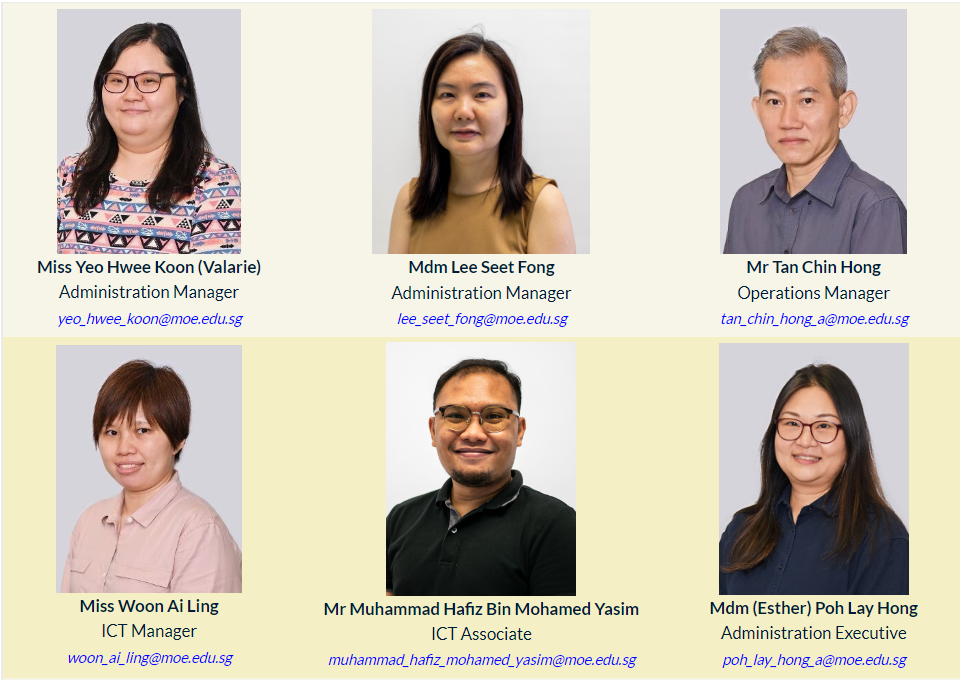 Miss Yeo Hwee Koon (Valarie)
Administration Manager
yeo_hwee_koon@moe.edu.sg
Mdm Lee Seet Fong
Administration Manager
lee_seet_fong@moe.edu.sg
Mr Tan Chin Hong
Operations Manager
tan_chin_hong_a@moe.edu.sg
Miss Woon Ai Ling
ICT Manager
woon_ai_ling@moe.edu.sg
Mr Muhammad Hafiz Bin Mohamed Yasim
ICT Associate
muhammad_hafiz_mohamed_yasim@moe.edu.sg
Mdm (Esther) Poh Lay Hong
Administration Executive
poh_lay_hong_a@moe.edu.sg